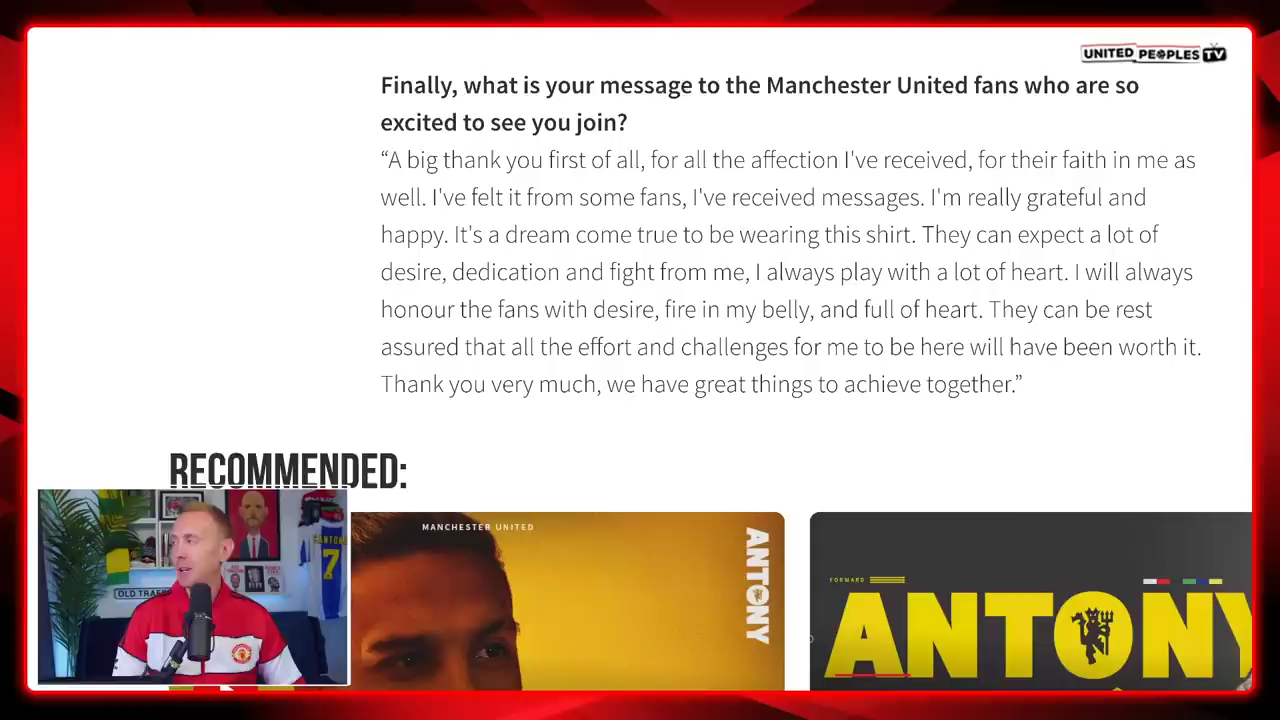 UNITED PEOPLES TV
Finally, what is your message to the Manchester United fans who are so
excited to see you join?
“A big thank you first of all, for all the affection I've received, for their faith in me as
well. I've felt it from some fans, I've received messages. I'm really grateful and
happy. It's a dream come true to be wearing this shirt. They can expect a lot of
desire, dedication and fight from me, I always play with a lot of heart. I will always
honour the fans with desire, fire in my belly, and full of heart. They can be rest
assured that all the effort and challenges for me to be here will have been worth it.
Thank you very much, we have great things to achieve together.”
RECOMMENDED:
MANCHESTER UNITED
ANTONY
FORWARD
ANTONY
OLD TRAF
CANTON
7